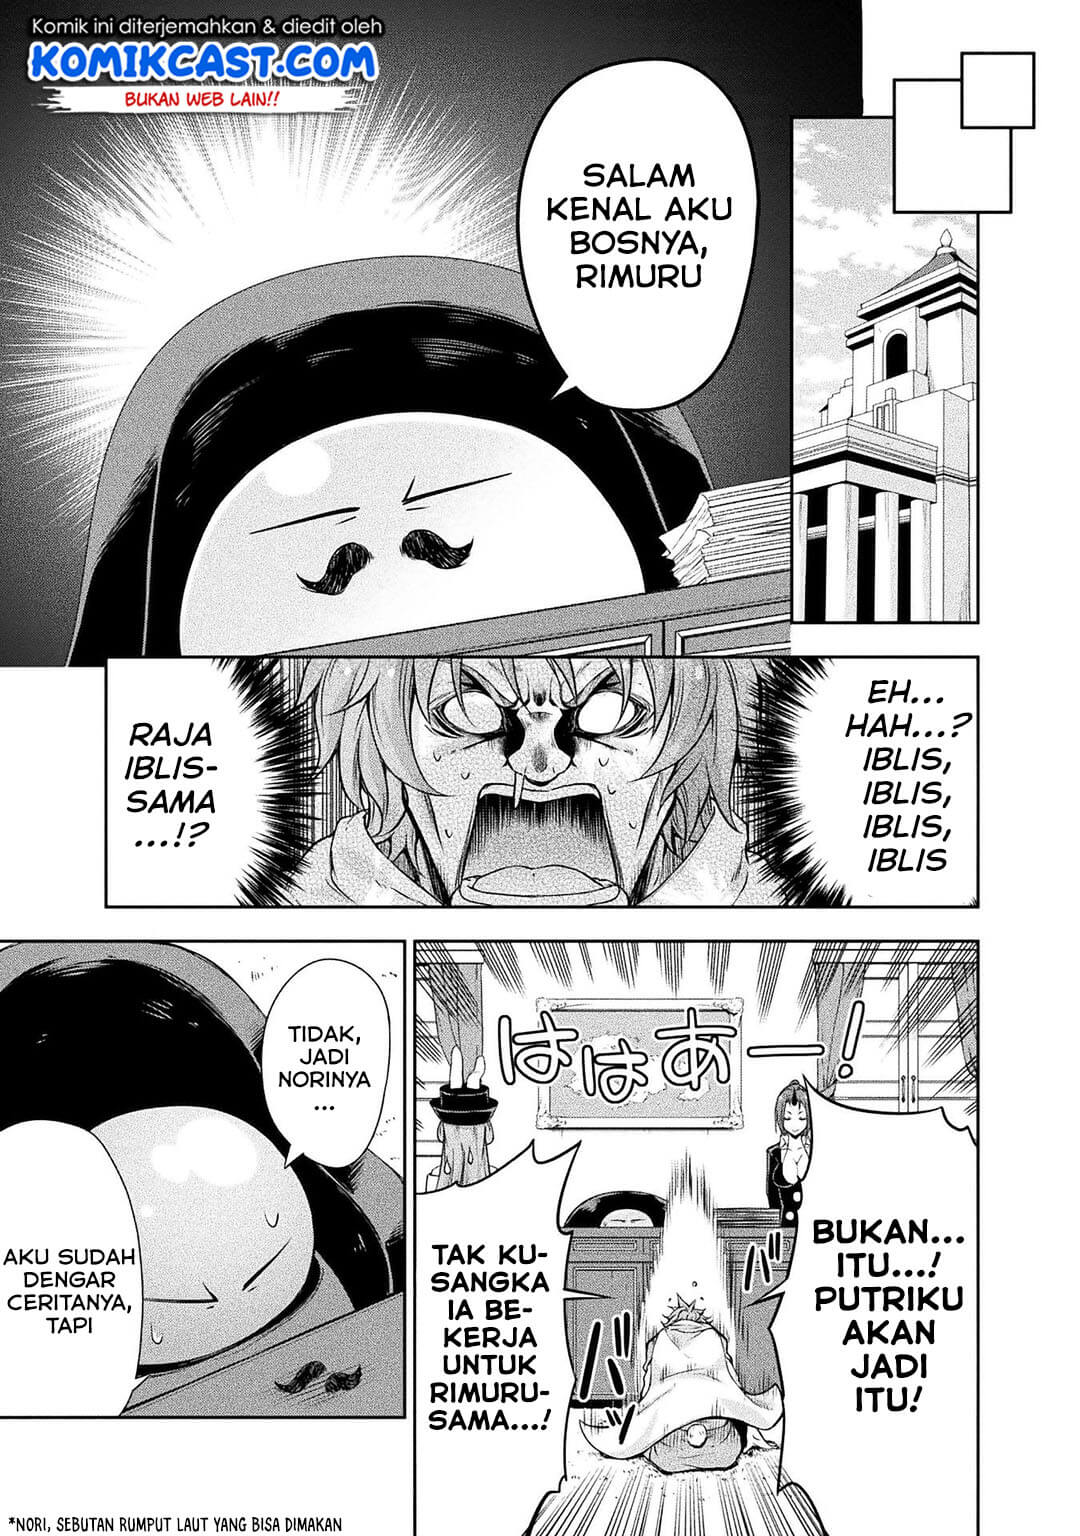 Komik ini diterjemahkan & diedit oleh
KOMIKCAST.COM
BUKAN WEB LAIN!!
SALAM
KENAL AKU
BOSNYA,
RIMURU
EH...
HAH...?
IBLIS,
IBLIS,
IBLIS,
IBLIS
RAJA
IBLIS-
SAMA
...!?
ははあー!
BUKAN...
ITU...!
PUTRIKU
AKAN
JADI
ITU!
TAK KU-
SANGKA
IA BE-
KERJA
UNTUK
RIMURU-
SAMA...!
TIDAK,
JADI
NORINYA
...
AKU SUDAH
DENGAR
CERITANYA,
TAPI
*NORI, SEBUTAN RUMPUT LAUT YANG BISA DIMAKAN